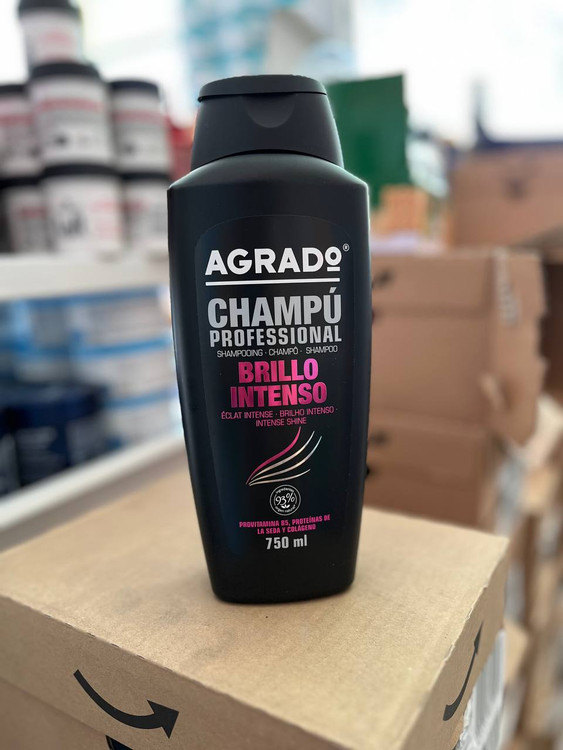 AGRADO®
CHAMPÚ
PROFESSIONAL
SHAMPOOING · CHAMPÔ · SHAMPOO
BRILLO
INTENSO
ÉCLAT INTENSE · BRILHO INTENSO ·
INTENSE SHINE
93%
PROVITAMINA B5, PROTEÍNAS DE
LA SEDA Y COLÁGENO
750 ml